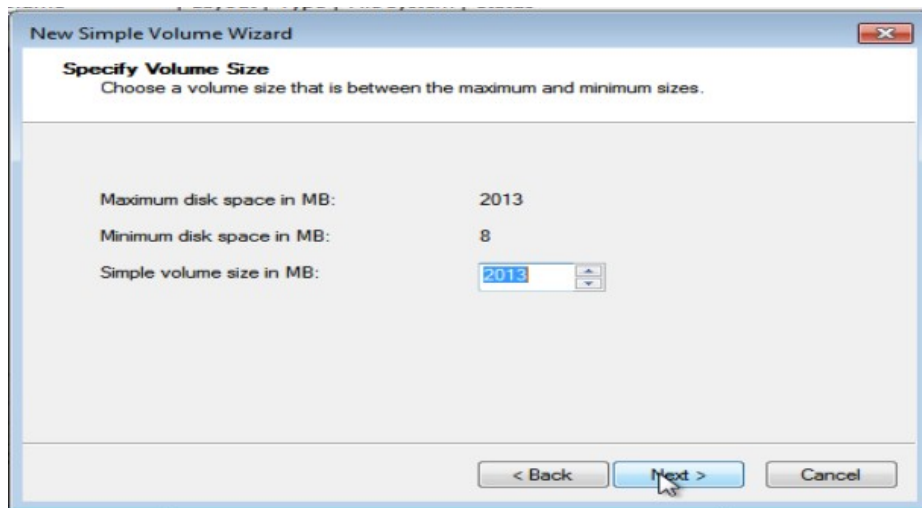 New Simple Volume Wizard
Specify Volume Size
Choose a volume size that is between the maximum and minimum sizes.
Maximum disk space in MB: 2013
Minimum disk space in MB: 8
Simple volume size in MB: 2013
< Back Next > Cancel